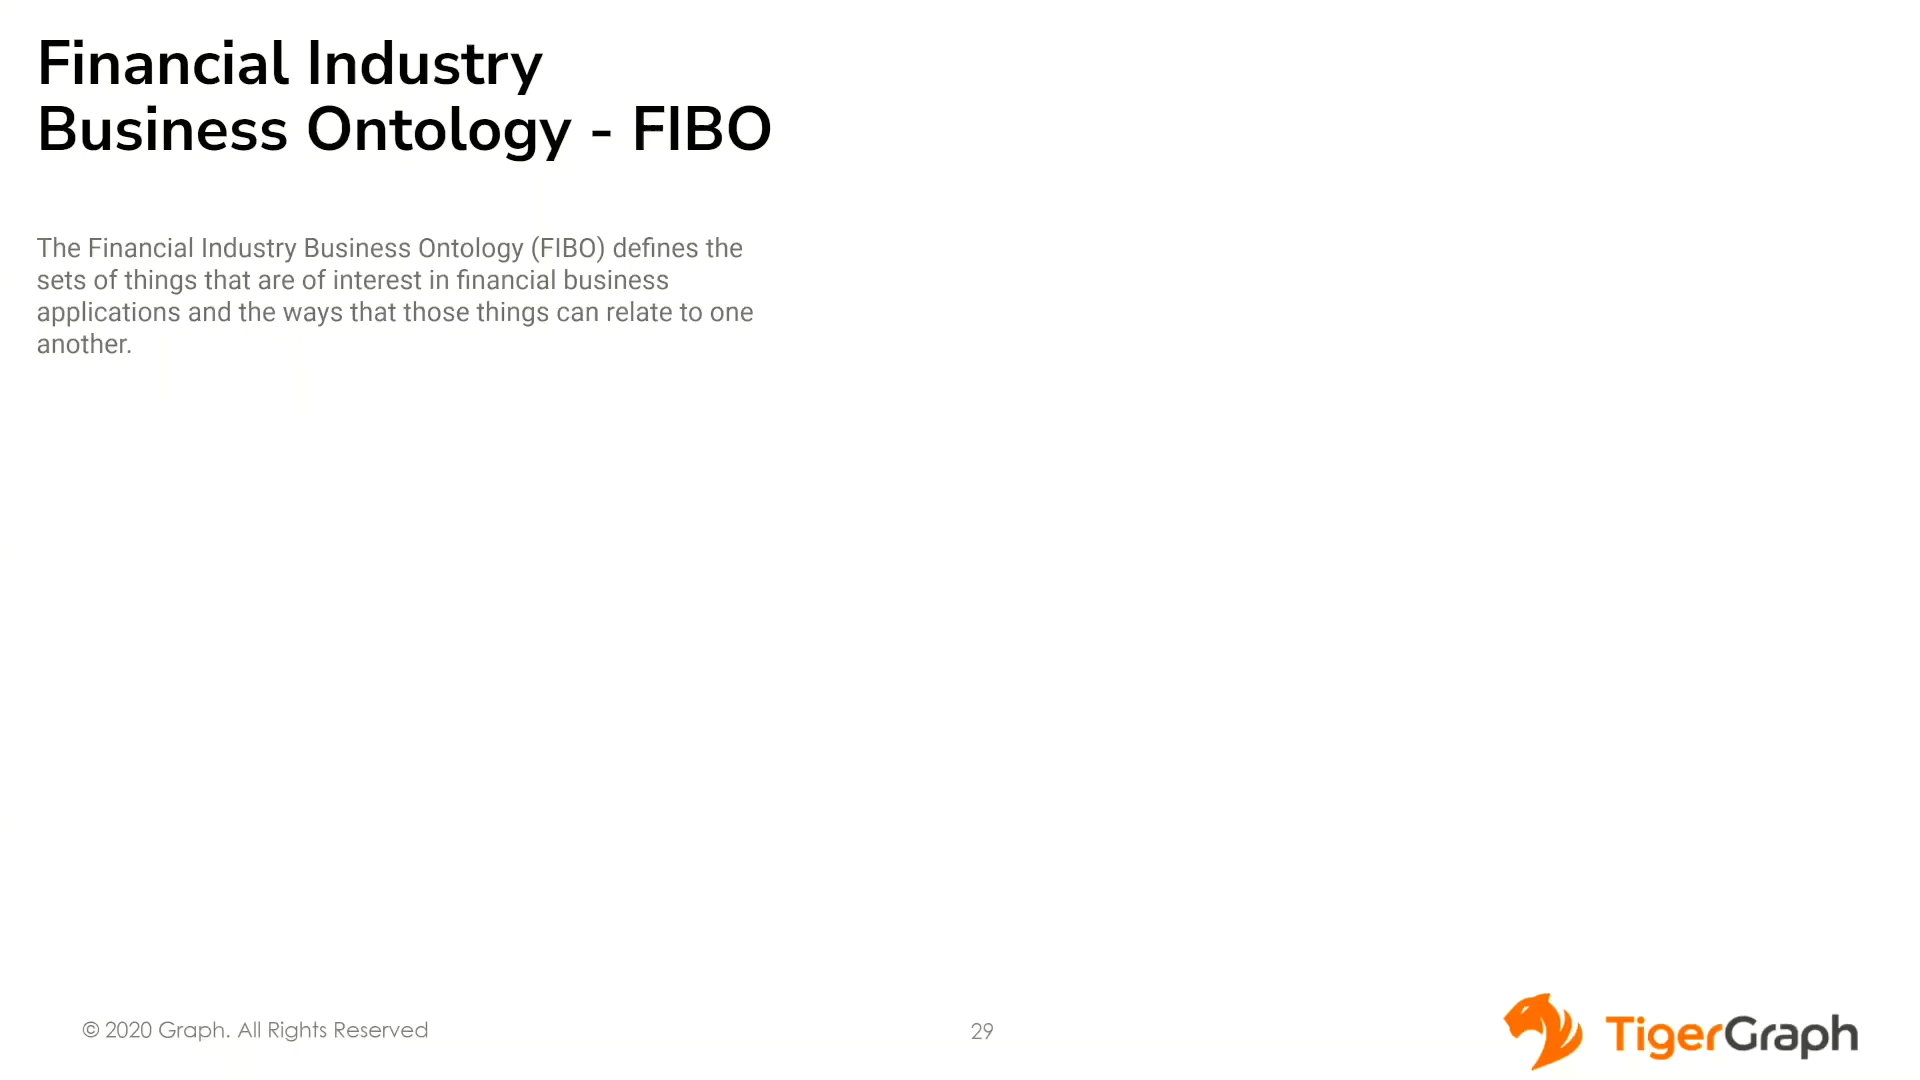 Financial Industry
Business Ontology - FIBO
The Financial Industry Business Ontology (FIBO) defines the
sets of things that are of interest in financial business
applications and the ways that those things can relate to one
another.
© 2020 Graph. All Rights Reserved
29
TigerGraph